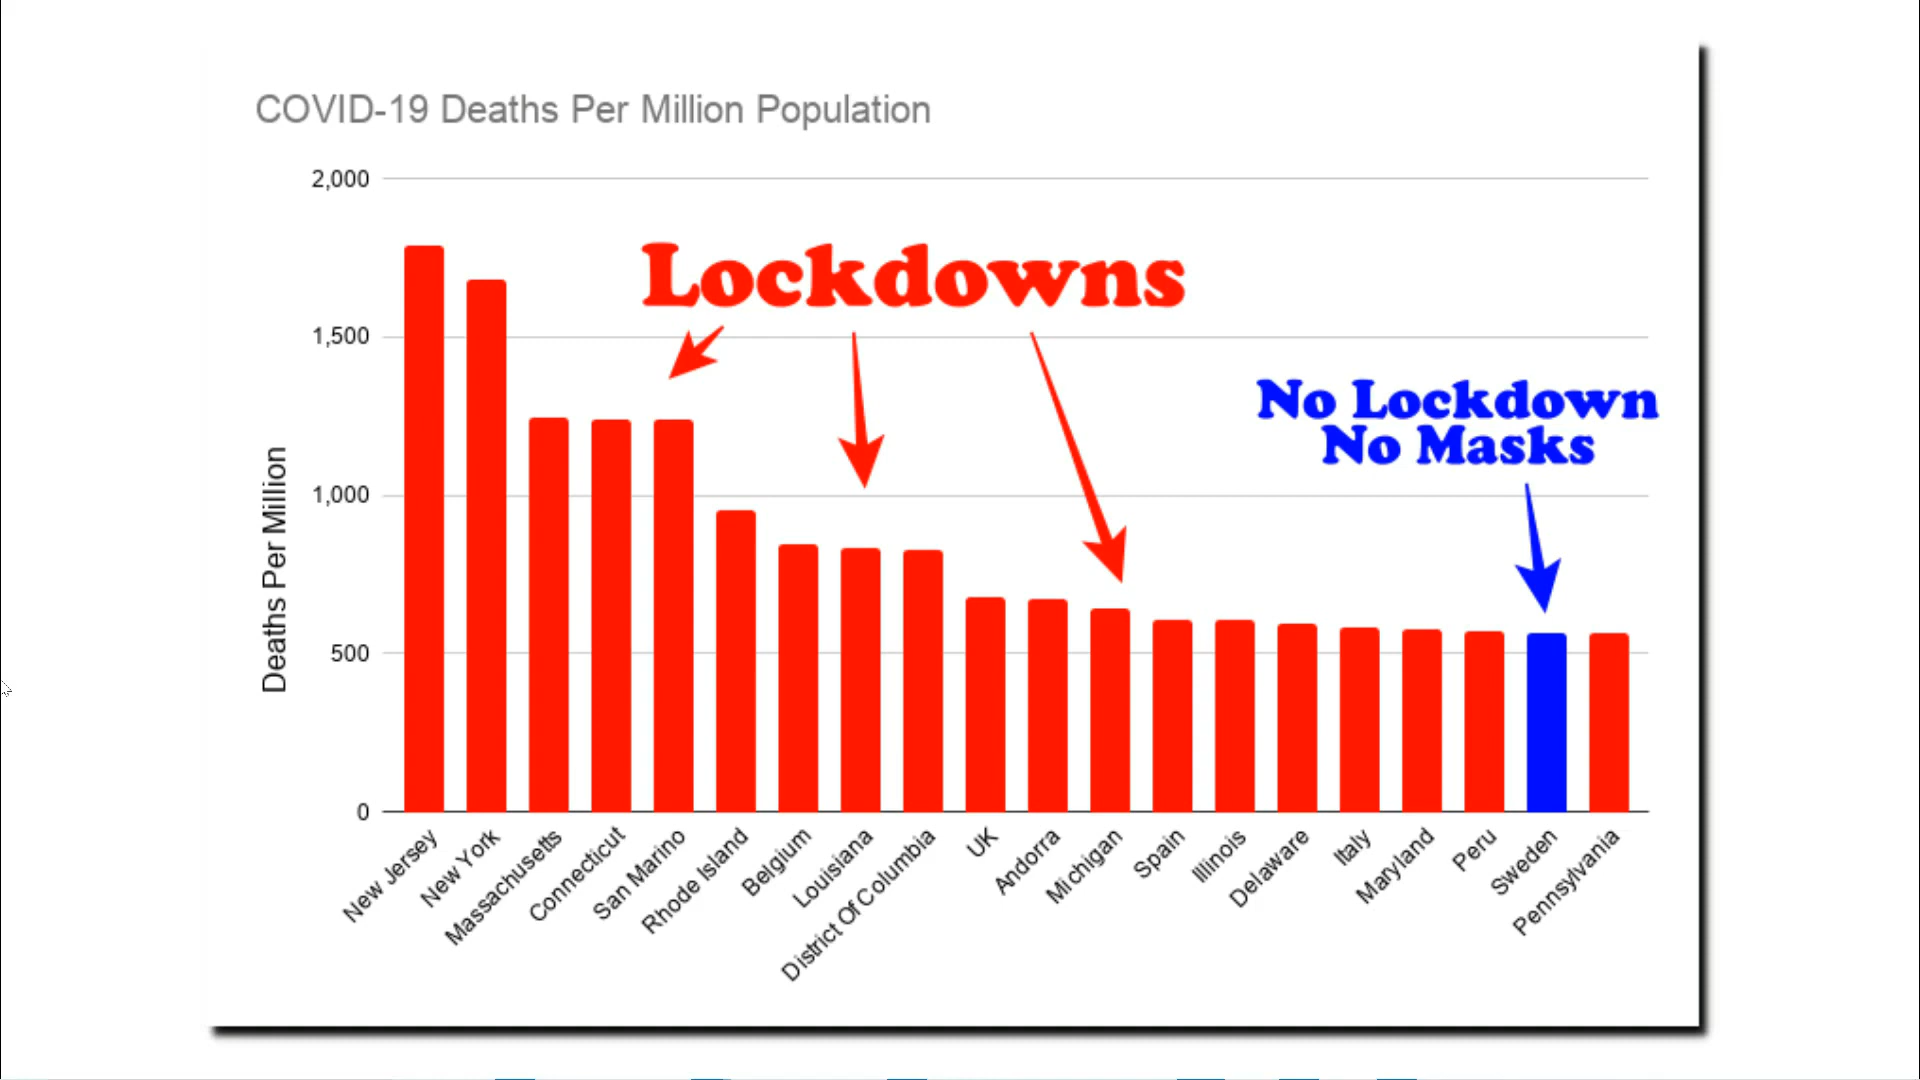 COVID-19 Deaths Per Million Population
2,000
1,500
1,000
500
0
Deaths Per Million
Lockdowns
No Lockdown
No Masks
New Jersey
New York
Massachusetts
Connecticut
San Marino
Rhode Island
Belgium
Louisiana
District Of Columbia
UK
Andorra
Michigan
Spain
Illinois
Delaware
Italy
Maryland
Peru
Sweden
Pennsylvania